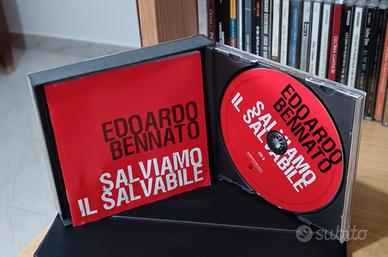 EDOARDO
BENNATO
SALVIAMO
IL SALVABILE
EDOARDO
BENNATO
SALVIAMO
IL SALVABILE
subito